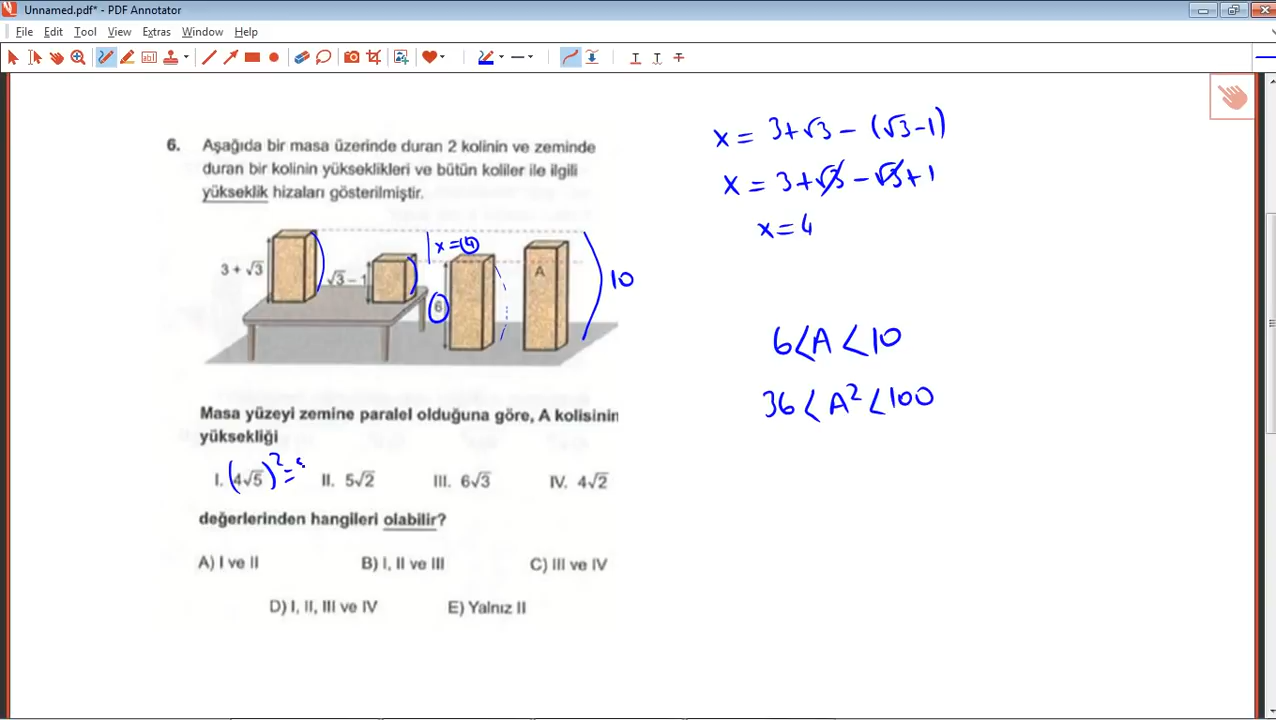 Unnamed.pdf* - PDF Annotator
File Edit Tool View Extras Window Help
x = 3+√3 - (√3-1)
x = 3+√3 - √3+1
x = 4
6. Aşağıda bir masa üzerinde duran 2 kolinin ve zeminde
duran bir kolinin yükseklikleri ve bütün koliler ile ilgili
yükseklik hizaları gösterilmiştir.
3 + √3
√3 - 1
x = 4
6
A
10
6<A<10
36<A²<100
Masa yüzeyi zemine paralel olduğuna göre, A kolisinin
yüksekliği
I. (4√5)² = II. 5√2 III. 6√3 IV. 4√2
değerlerinden hangileri olabilir?
A) I ve II B) I, II ve III C) III ve IV
D) I, II, III ve IV E) Yalnız II